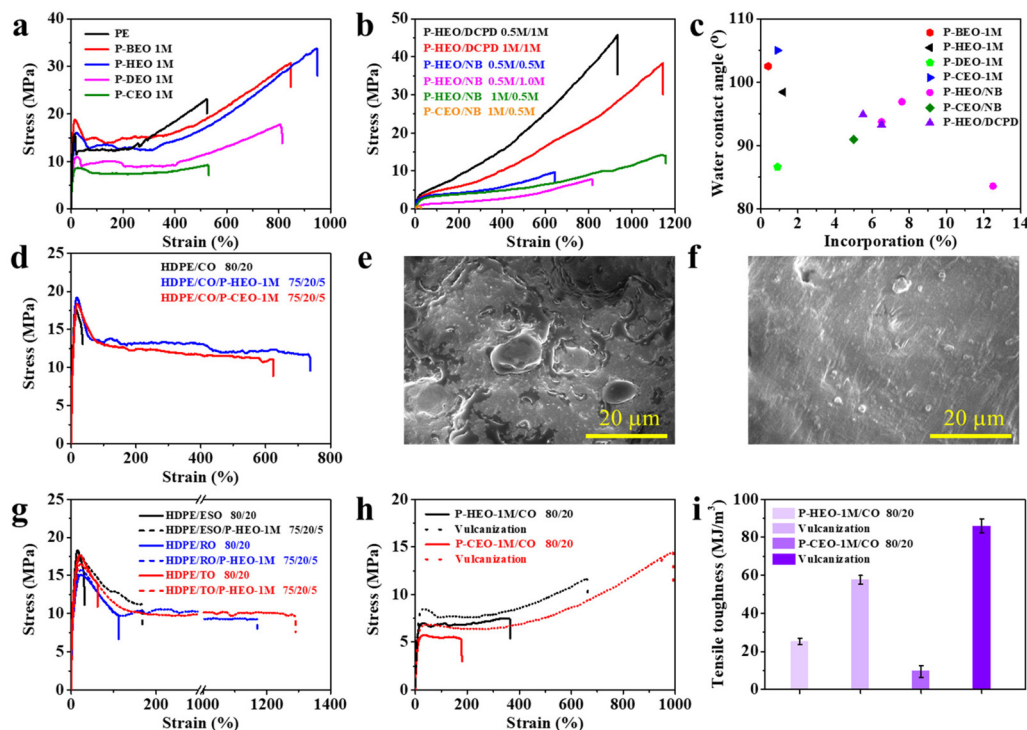 a
PE
P-BEO 1M
P-HEO 1M
P-DEO 1M
P-CEO 1M
Stress (MPa)
40
30
20
10
0
0 200 400 600 800 1000
Strain (%)
b
P-HEO/DCPD 0.5M/1M
P-HEO/DCPD 1M/1M
P-HEO/NB 0.5M/0.5M
P-HEO/NB 0.5M/1.0M
P-HEO/NB 1M/0.5M
P-CEO/NB 1M/0.5M
Stress (MPa)
50
40
30
20
10
0
0 200 400 600 800 1000 1200
Strain (%)
c
P-BEO-1M
P-HEO-1M
P-DEO-1M
P-CEO-1M
P-HEO/NB
P-CEO/NB
P-HEO/DCPD
Water contact angle (°)
110
100
90
80
0 2 4 6 8 10 12 14
Incorporation (%)
d
HDPE/CO 80/20
HDPE/CO/P-HEO-1M 75/20/5
HDPE/CO/P-CEO-1M 75/20/5
Stress (MPa)
25
20
15
10
5
0
0 200 400 600 800
Strain (%)
e
20 µm
f
20 µm
g
HDPE/ESO 80/20
HDPE/ESO/P-HEO-1M 75/20/5
HDPE/RO 80/20
HDPE/RO/P-HEO-1M 75/20/5
HDPE/TO 80/20
HDPE/TO/P-HEO-1M 75/20/5
Stress (MPa)
25
20
15
10
5
0
0 100 200 1000 1200 1400
Strain (%)
h
P-HEO-1M/CO 80/20
Vulcanization
P-CEO-1M/CO 80/20
Vulcanization
Stress (MPa)
20
15
10
5
0
0 200 400 600 800 1000
Strain (%)
i
P-HEO-1M/CO 80/20
Vulcanization
P-CEO-1M/CO 80/20
Vulcanization
Tensile toughness (MJ/m³)
100
80
60
40
20
0